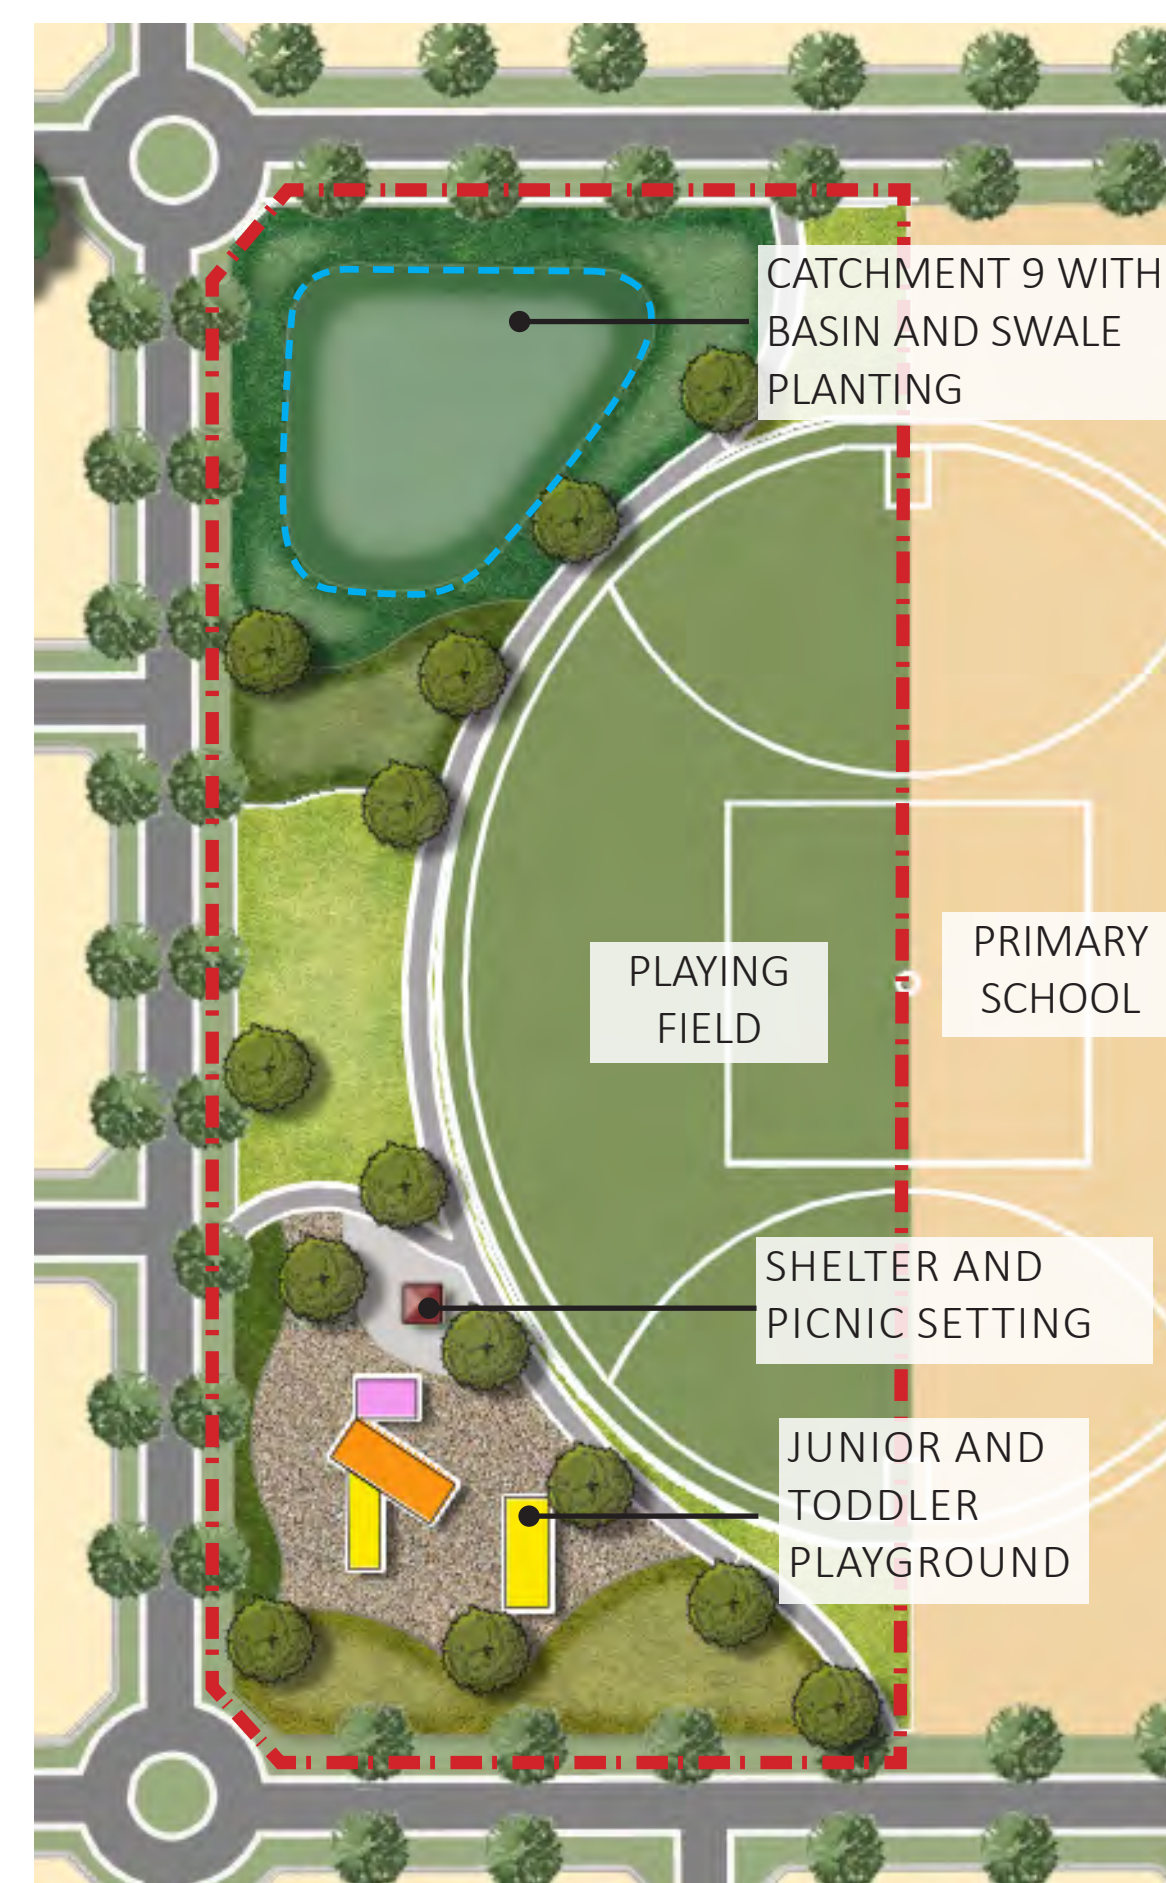 CATCHMENT 9 WITH
BASIN AND SWALE
PLANTING
PLAYING
FIELD
PRIMARY
SCHOOL
SHELTER AND
PICNIC SETTING
JUNIOR AND
TODDLER
PLAYGROUND